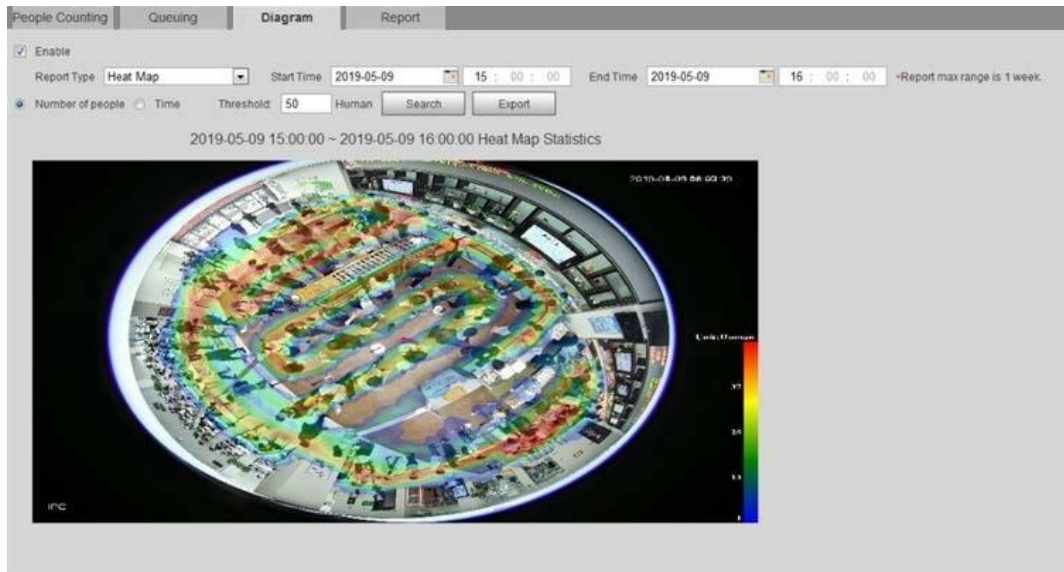 People Counting Queuing Diagram Report
Enable
Report Type Heat Map Start Time 2019-05-09 15 : 00 : 00 End Time 2019-05-09 16 : 00 : 00 *Report max range is 1 week.
Number of people Time Threshold: 50 Human Search Export
2019-05-09 15:00:00 ~ 2019-05-09 16:00:00 Heat Map Statistics
Unit:Human
IPC